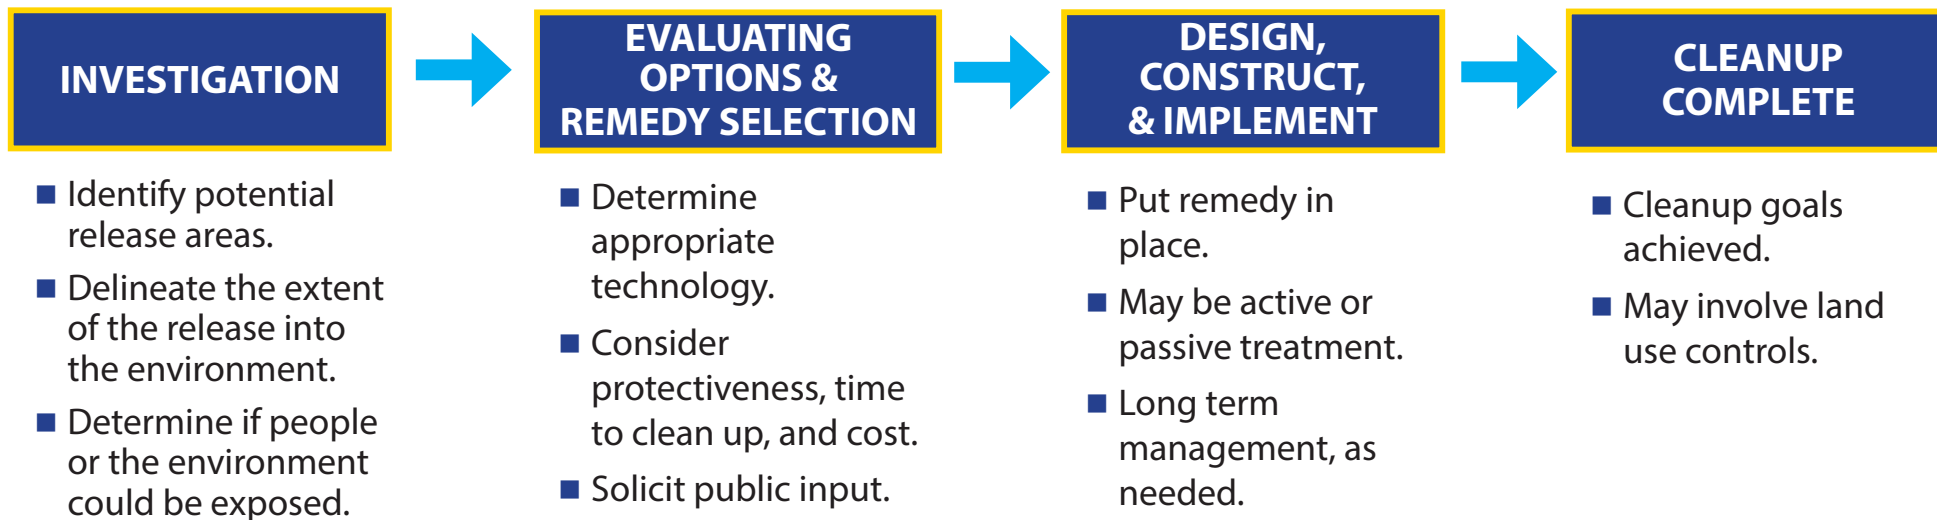 INVESTIGATION
■ Identify potential
release areas.
■ Delineate the extent
of the release into
the environment.
■ Determine if people
or the environment
could be exposed.
EVALUATING
OPTIONS &
REMEDY SELECTION
■ Determine
appropriate
technology.
■ Consider
protectiveness, time
to clean up, and cost.
■ Solicit public input.
DESIGN,
CONSTRUCT,
& IMPLEMENT
■ Put remedy in
place.
■ May be active or
passive treatment.
■ Long term
management, as
needed.
CLEANUP
COMPLETE
■ Cleanup goals
achieved.
■ May involve land
use controls.